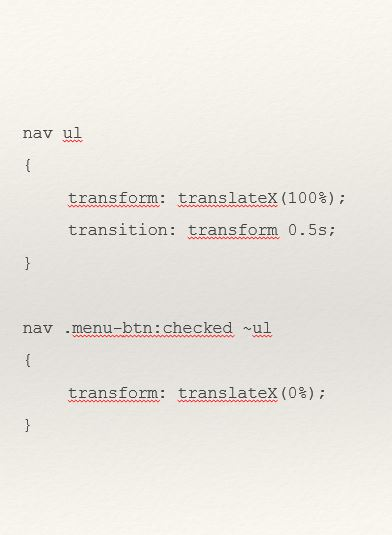 nav ul
{
transform: translateX(100%);
transition: transform 0.5s;
}
nav .menu-btn:checked ~ul
{
transform: translateX(0%);
}